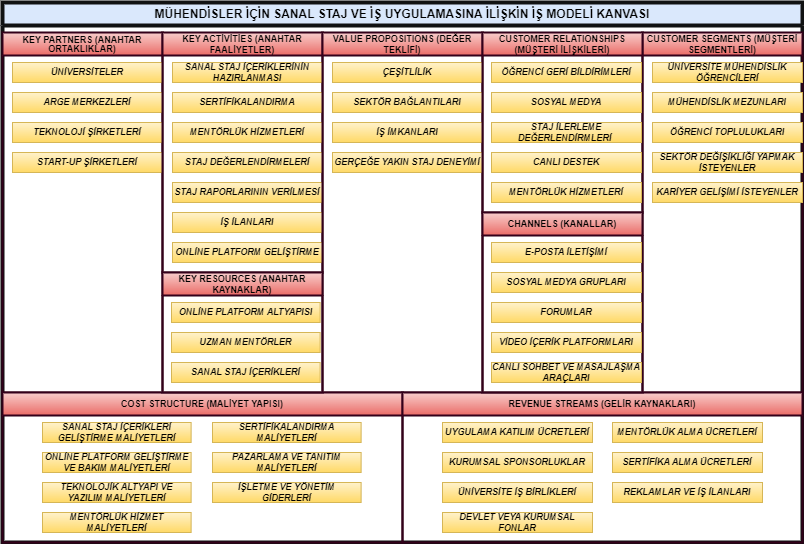 MÜHENDİSLER İÇİN SANAL STAJ VE İŞ UYGULAMASINA İLİŞKİN İŞ MODELİ KANVASI
KEY PARTNERS (ANAHTAR
ORTAKLIKLAR)
ÜNİVERSİTELER
ARGE MERKEZLERİ
TEKNOLOJİ ŞİRKETLERİ
START-UP ŞİRKETLERİ
KEY ACTIVITIES (ANAHTAR
FAALİYETLER)
SANAL STAJ İÇERİKLERİNİN
HAZIRLANMASI
SERTİFİKALANDIRMA
MENTÖRLÜK HİZMETLERİ
STAJ DEĞERLENDİRMELERİ
STAJ RAPORLARININ VERİLMESİ
İŞ İLANLARI
ONLİNE PLATFORM GELİŞTİRME
KEY RESOURCES (ANAHTAR
KAYNAKLAR)
ONLİNE PLATFORM ALTYAPISI
UZMAN MENTÖRLER
SANAL STAJ İÇERİKLERİ
VALUE PROPOSITIONS (DEĞER
TEKLİFİ)
ÇEŞİTLİLİK
SEKTÖR BAĞLANTILARI
İŞ İMKANLARI
GERÇEĞE YAKIN STAJ DENEYİMİ
CUSTOMER RELATIONSHIPS
(MÜŞTERİ İLİŞKİLERİ)
ÖĞRENCİ GERİ BİLDİRİMLERİ
SOSYAL MEDYA
STAJ İLERLEME
DEĞERLENDİRMELERİ
CANLI DESTEK
MENTÖRLÜK HİZMETLERİ
CHANNELS (KANALLAR)
E-POSTA İLETİŞİMİ
SOSYAL MEDYA GRUPLARI
FORUMLAR
VİDEO İÇERİK PLATFORMLARI
CANLI SOHBET VE MASAJLAŞMA
ARAÇLARI
CUSTOMER SEGMENTS (MÜŞTERİ
SEGMENTLERİ)
ÜNİVERSİTE MÜHENDİSLİK
ÖĞRENCİLERİ
MÜHENDİSLİK MEZUNLARI
ÖĞRENCİ TOPLULUKLARI
SEKTÖR DEĞİŞİKLİĞİ YAPMAK
İSTEYENLER
KARİYER GELİŞİMİ İSTEYENLER
COST STRUCTURE (MALİYET YAPISI)
SANAL STAJ İÇERİKLERİ
GELİŞTİRME MALİYETLERİ
ONLİNE PLATFORM GELİŞTİRME
VE BAKIM MALİYETLERİ
TEKNOLOJİK ALTYAPI VE
YAZILIM MALİYETLERİ
MENTÖRLÜK HİZMET
MALİYETLERİ
SERTİFİKALANDIRMA
MALİYETLERİ
PAZARLAMA VE TANITIM
MALİYETLERİ
İŞLETME VE YÖNETİM
GİDERLERİ
REVENUE STREAMS (GELİR KAYNAKLARI)
UYGULAMA KATILIM ÜCRETLERİ
KURUMSAL SPONSORLUKLAR
ÜNİVERSİTE İŞ BİRLİKLERİ
DEVLET VEYA KURUMSAL
FONLAR
MENTÖRLÜK ALMA ÜCRETLERİ
SERTİFİKA ALMA ÜCRETLERİ
REKLAMLAR VE İŞ İLANLARI